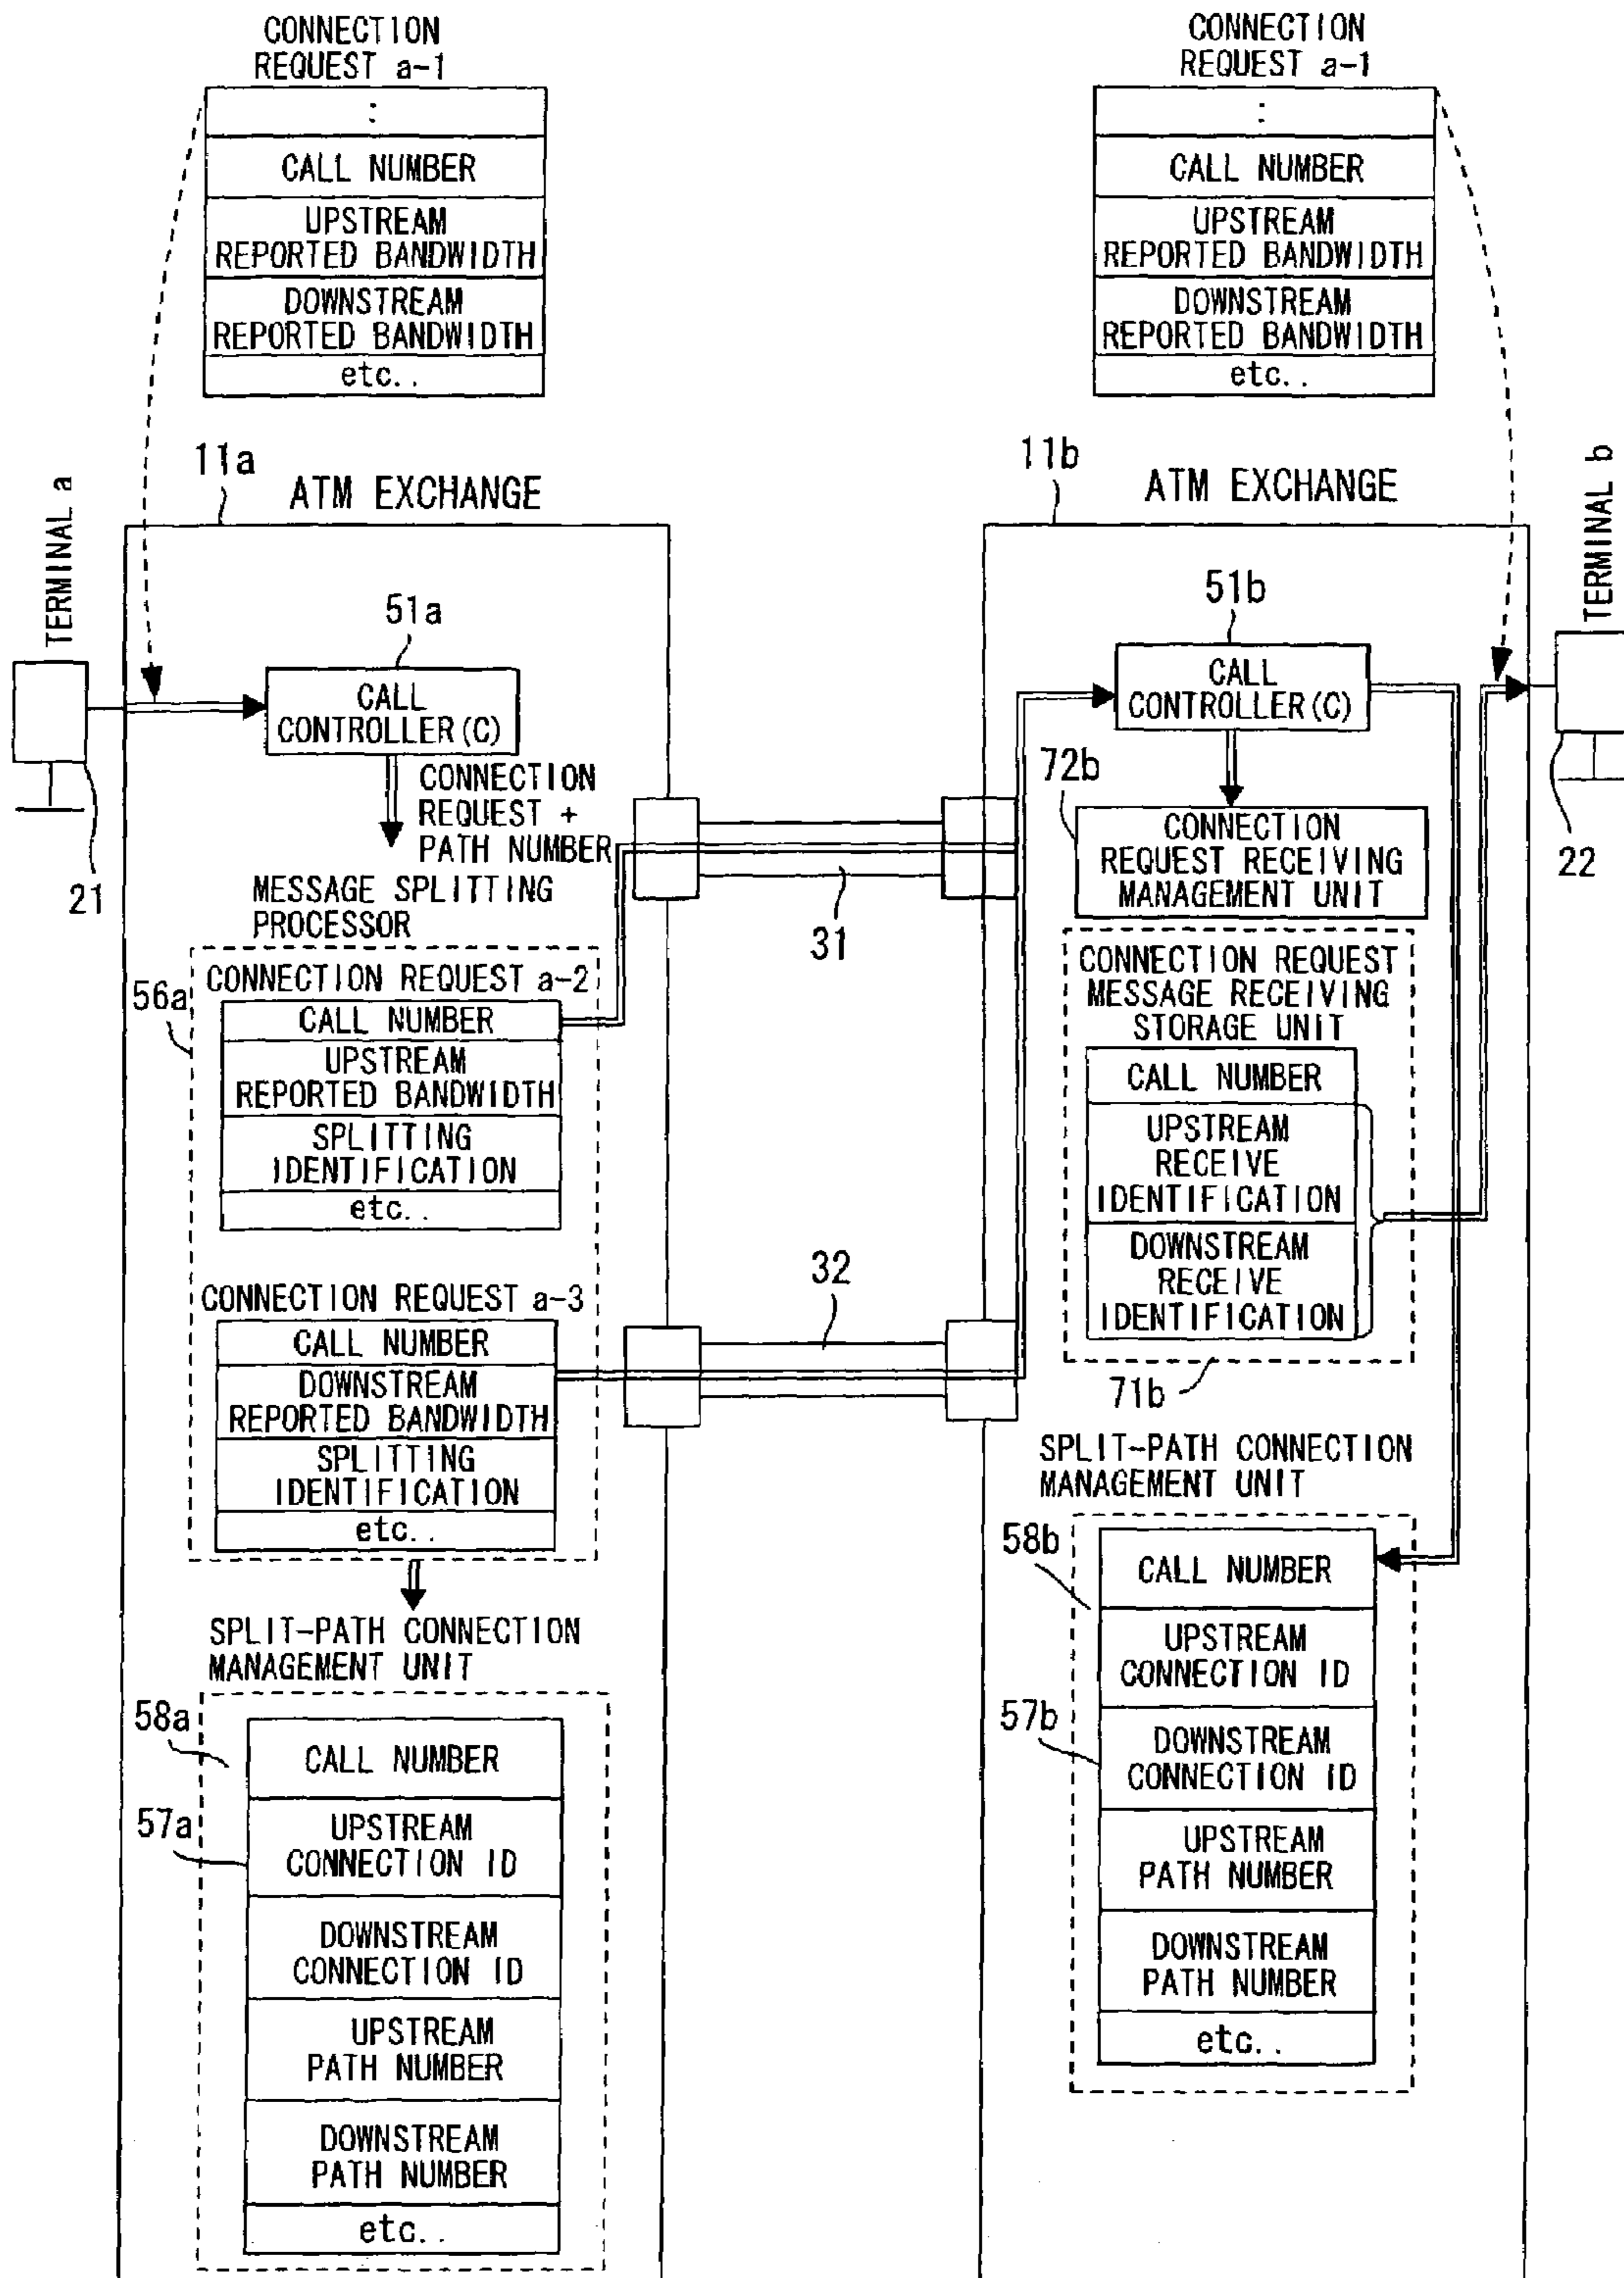 CONNECTION
REQUEST a-1
:
CALL NUMBER
UPSTREAM
REPORTED BANDWIDTH
DOWNSTREAM
REPORTED BANDWIDTH
etc..
CONNECTION
REQUEST a-1
:
CALL NUMBER
UPSTREAM
REPORTED BANDWIDTH
DOWNSTREAM
REPORTED BANDWIDTH
etc..
TERMINAL a
21
11a
ATM EXCHANGE
51a
CALL
CONTROLLER(C)
CONNECTION
REQUEST +
PATH NUMBER
MESSAGE SPLITTING
PROCESSOR
56a
CONNECTION REQUEST a-2
CALL NUMBER
UPSTREAM
REPORTED BANDWIDTH
SPLITTING
IDENTIFICATION
etc..
CONNECTION REQUEST a-3
CALL NUMBER
DOWNSTREAM
REPORTED BANDWIDTH
SPLITTING
IDENTIFICATION
etc..
SPLIT-PATH CONNECTION
MANAGEMENT UNIT
58a
57a
CALL NUMBER
UPSTREAM
CONNECTION ID
DOWNSTREAM
CONNECTION ID
UPSTREAM
PATH NUMBER
DOWNSTREAM
PATH NUMBER
etc..
31
32
11b
ATM EXCHANGE
TERMINAL b
22
51b
CALL
CONTROLLER(C)
72b
CONNECTION
REQUEST RECEIVING
MANAGEMENT UNIT
CONNECTION REQUEST
MESSAGE RECEIVING
STORAGE UNIT
CALL NUMBER
UPSTREAM
RECEIVE
IDENTIFICATION
DOWNSTREAM
RECEIVE
IDENTIFICATION
71b
SPLIT-PATH CONNECTION
MANAGEMENT UNIT
58b
57b
CALL NUMBER
UPSTREAM
CONNECTION ID
DOWNSTREAM
CONNECTION ID
UPSTREAM
PATH NUMBER
DOWNSTREAM
PATH NUMBER
etc..